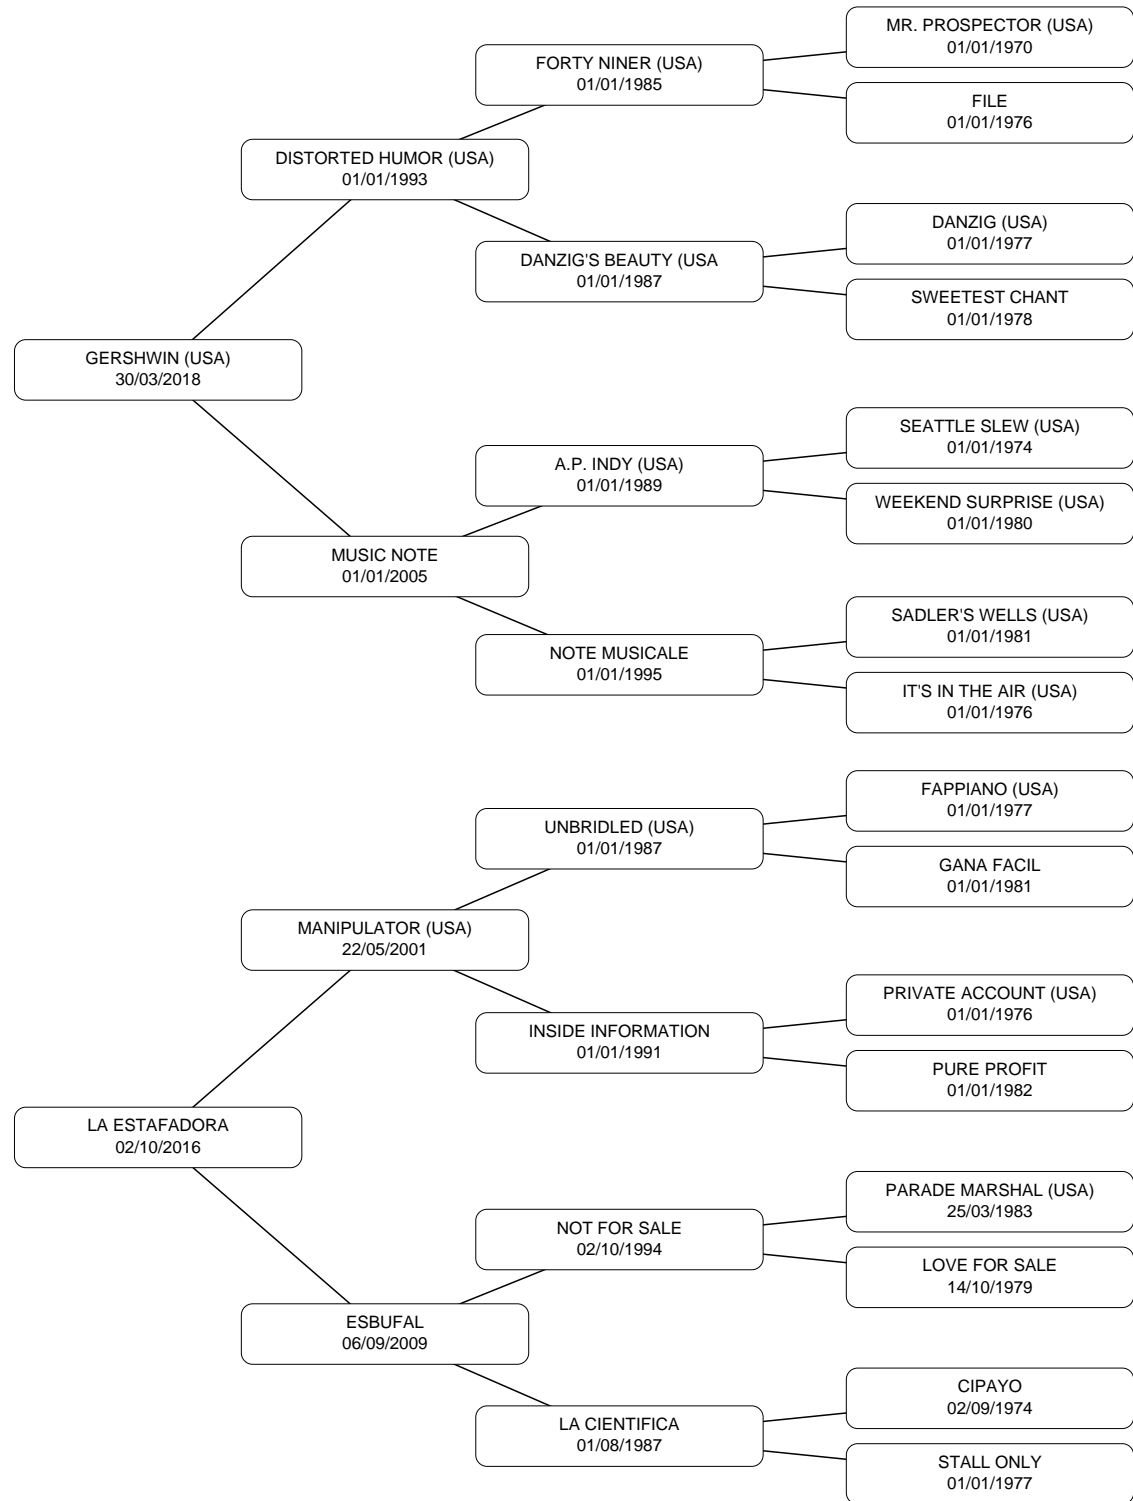 MR. PROSPECTOR (USA)
01/01/1970
FORTY NINER (USA)
01/01/1985
FILE
01/01/1976
DISTORTED HUMOR (USA)
01/01/1993
DANZIG (USA)
01/01/1977
DANZIG'S BEAUTY (USA
01/01/1987
SWEETEST CHANT
01/01/1978
GERSHWIN (USA)
30/03/2018
SEATTLE SLEW (USA)
01/01/1974
A.P. INDY (USA)
01/01/1989
WEEKEND SURPRISE (USA)
01/01/1980
MUSIC NOTE
01/01/2005
SADLER'S WELLS (USA)
01/01/1981
NOTE MUSICALE
01/01/1995
IT'S IN THE AIR (USA)
01/01/1976
FAPPIANO (USA)
01/01/1977
UNBRIDLED (USA)
01/01/1987
GANA FACIL
01/01/1981
MANIPULATOR (USA)
22/05/2001
PRIVATE ACCOUNT (USA)
01/01/1976
INSIDE INFORMATION
01/01/1991
PURE PROFIT
01/01/1982
LA ESTAFADORA
02/10/2016
PARADE MARSHAL (USA)
25/03/1983
NOT FOR SALE
02/10/1994
LOVE FOR SALE
14/10/1979
ESBUFAL
06/09/2009
CIPAYO
02/09/1974
LA CIENTIFICA
01/08/1987
STALL ONLY
01/01/1977